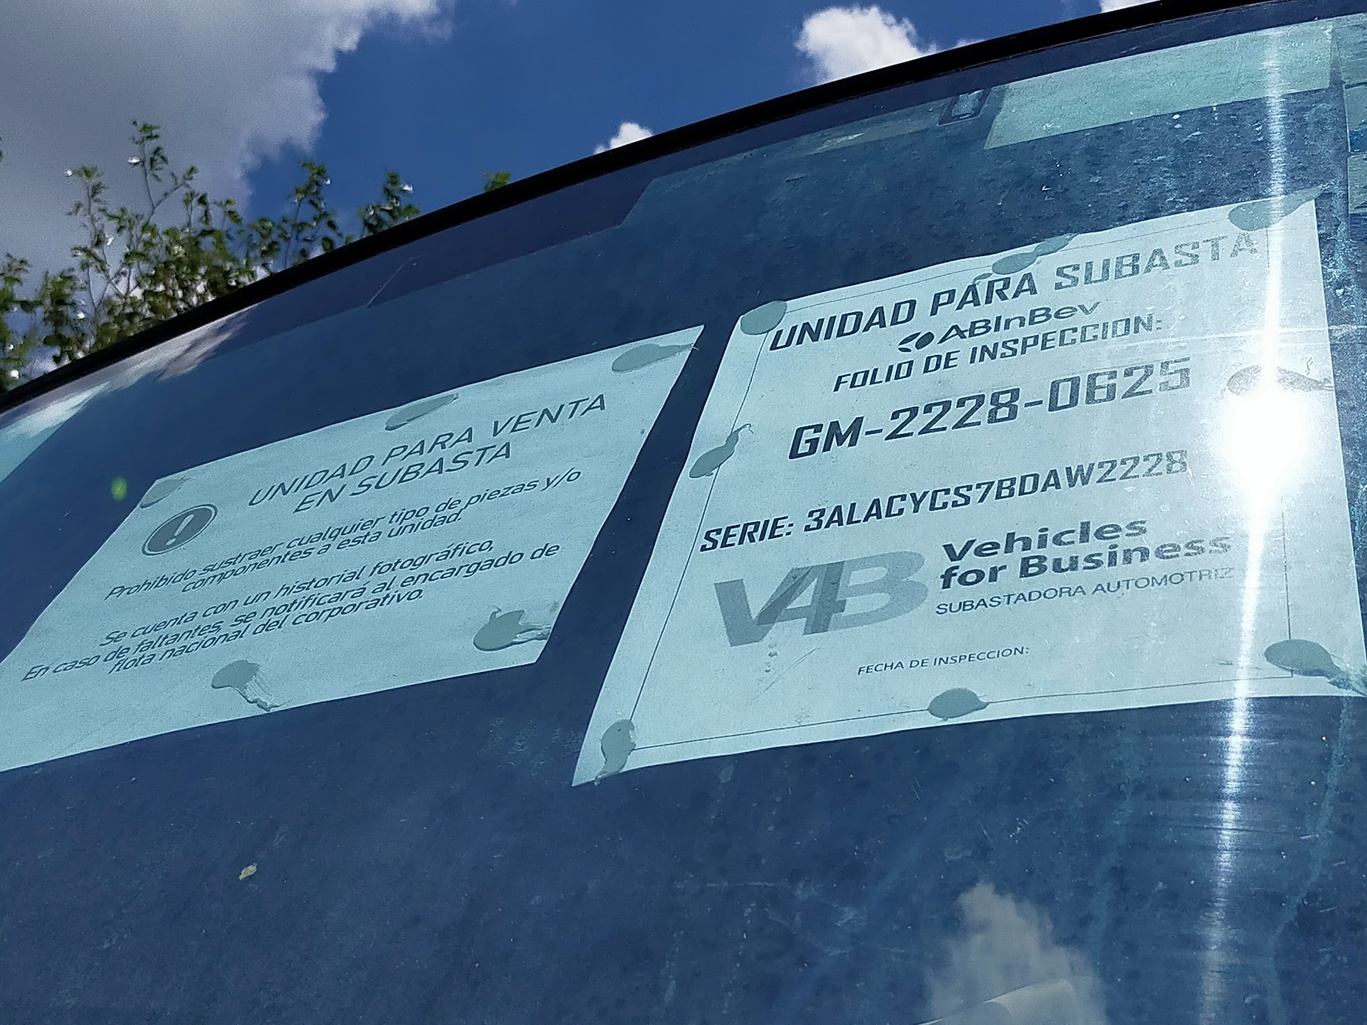 UNIDAD PARA VENTA
EN SUBASTA
Prohibido sustraer cualquier tipo de piezas y/o
componentes a esta unidad.
Se cuenta con un historial fotográfico,
En caso de faltantes, se notificará al encargado de
flota nacional del corporativo.
UNIDAD PARA SUBASTA
ABInBev
FOLIO DE INSPECCION:
GM-2228-0625
SERIE: 3ALACYCS7BDAW2228
V4B
Vehicles
for Business
SUBASTADORA AUTOMOTRIZ
FECHA DE INSPECCION: